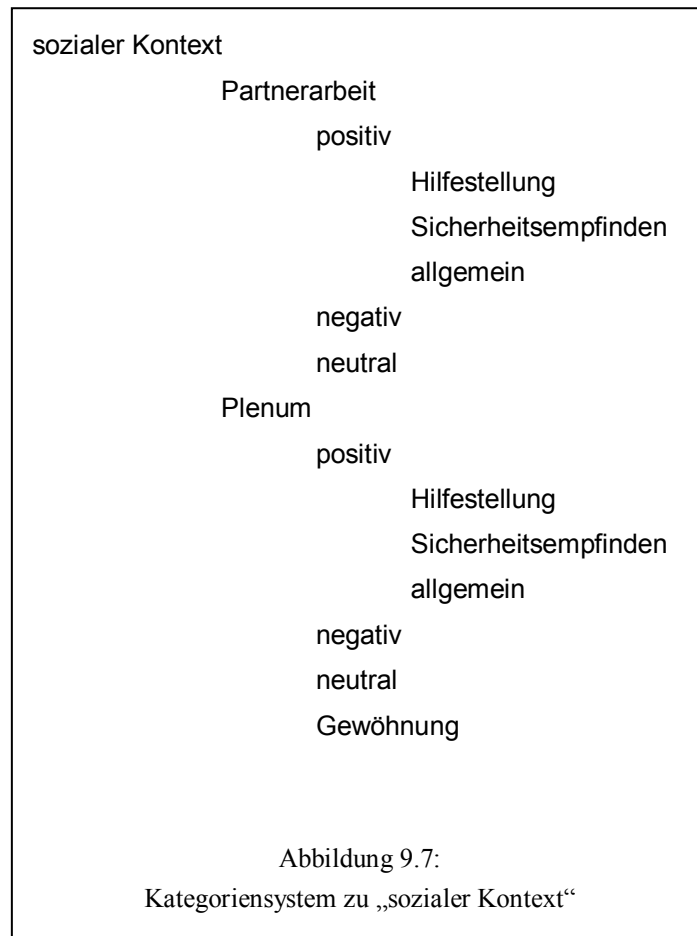 sozialer Kontext
Partnerarbeit
positiv
Hilfestellung
Sicherheitsempfinden
allgemein
negativ
neutral
Plenum
positiv
Hilfestellung
Sicherheitsempfinden
allgemein
negativ
neutral
Gewöhnung
Abbildung 9.7:
Kategoriensystem zu „sozialer Kontext“